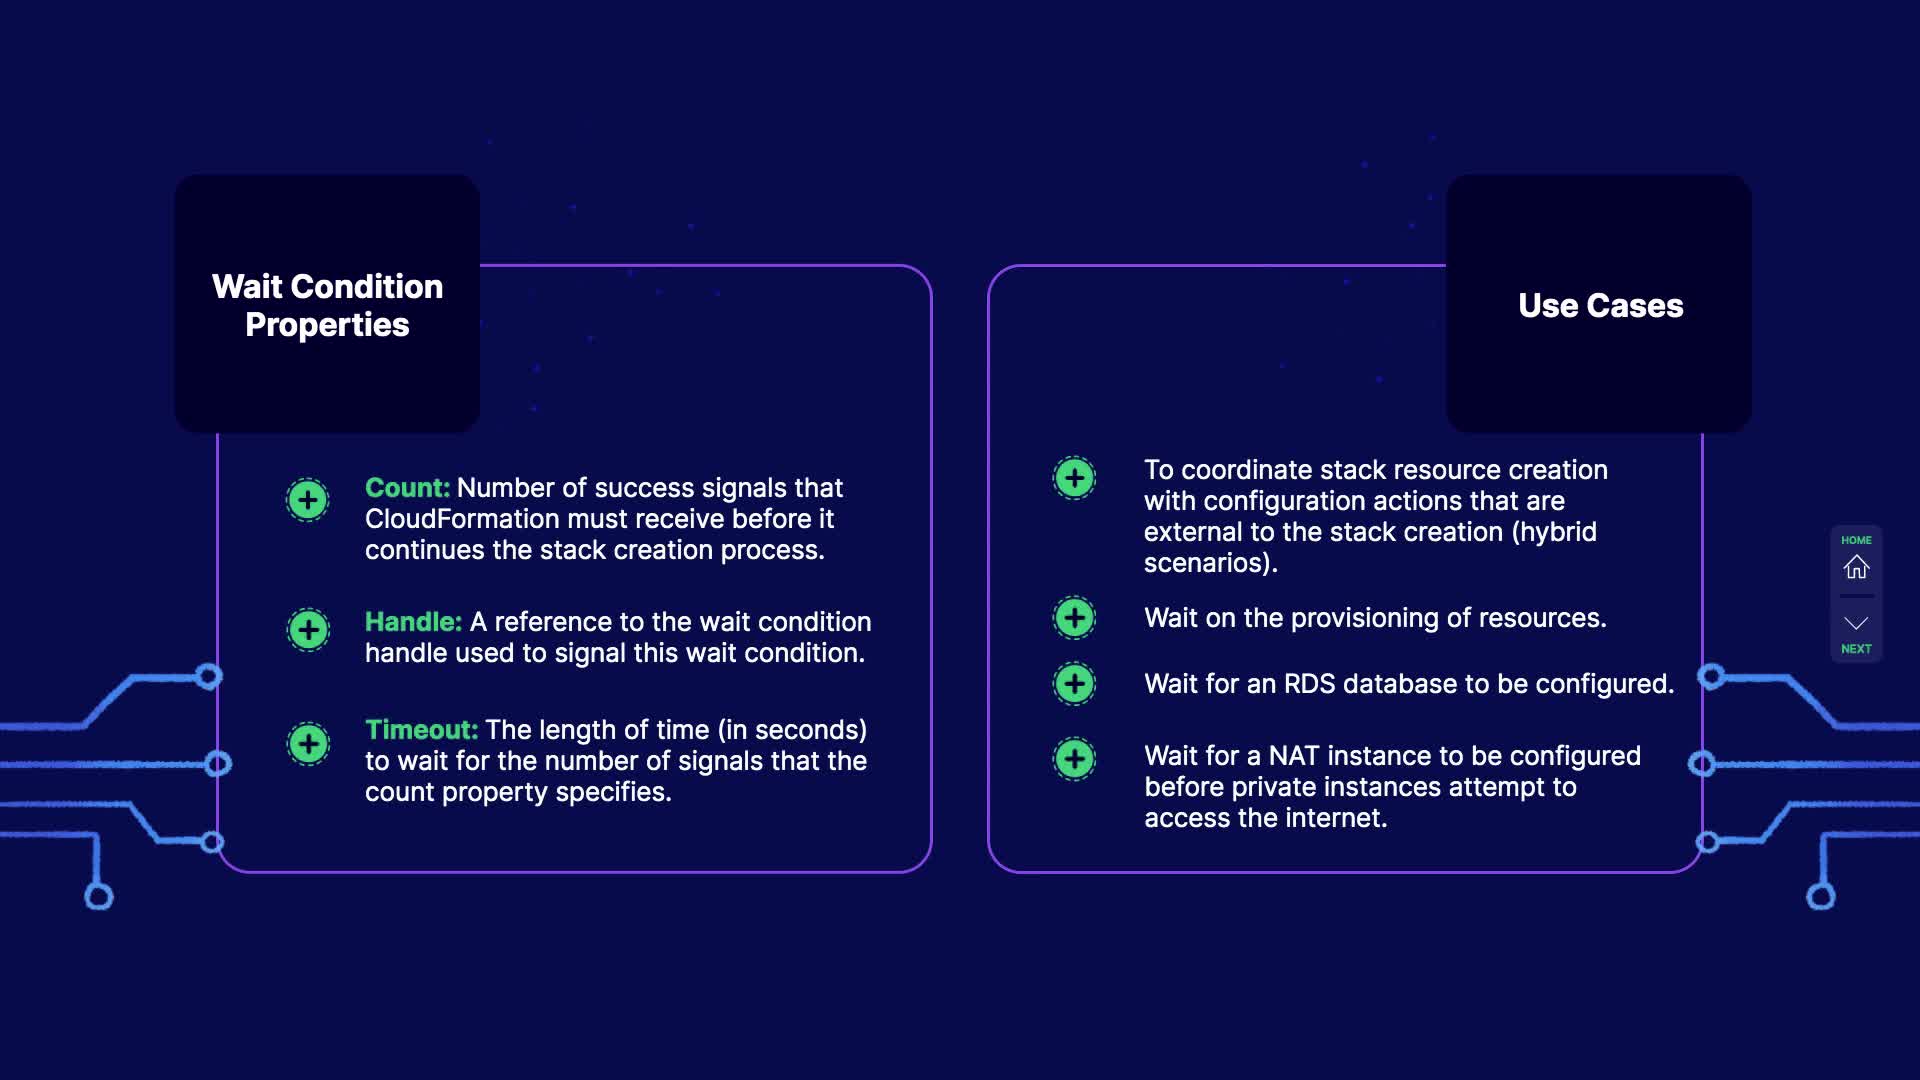 Wait Condition
Properties
Count: Number of success signals that
CloudFormation must receive before it
continues the stack creation process.
Handle: A reference to the wait condition
handle used to signal this wait condition.
Timeout: The length of time (in seconds)
to wait for the number of signals that the
count property specifies.
Use Cases
To coordinate stack resource creation
with configuration actions that are
external to the stack creation (hybrid
scenarios).
Wait on the provisioning of resources.
Wait for an RDS database to be configured.
Wait for a NAT instance to be configured
before private instances attempt to
access the internet.
HOME
NEXT